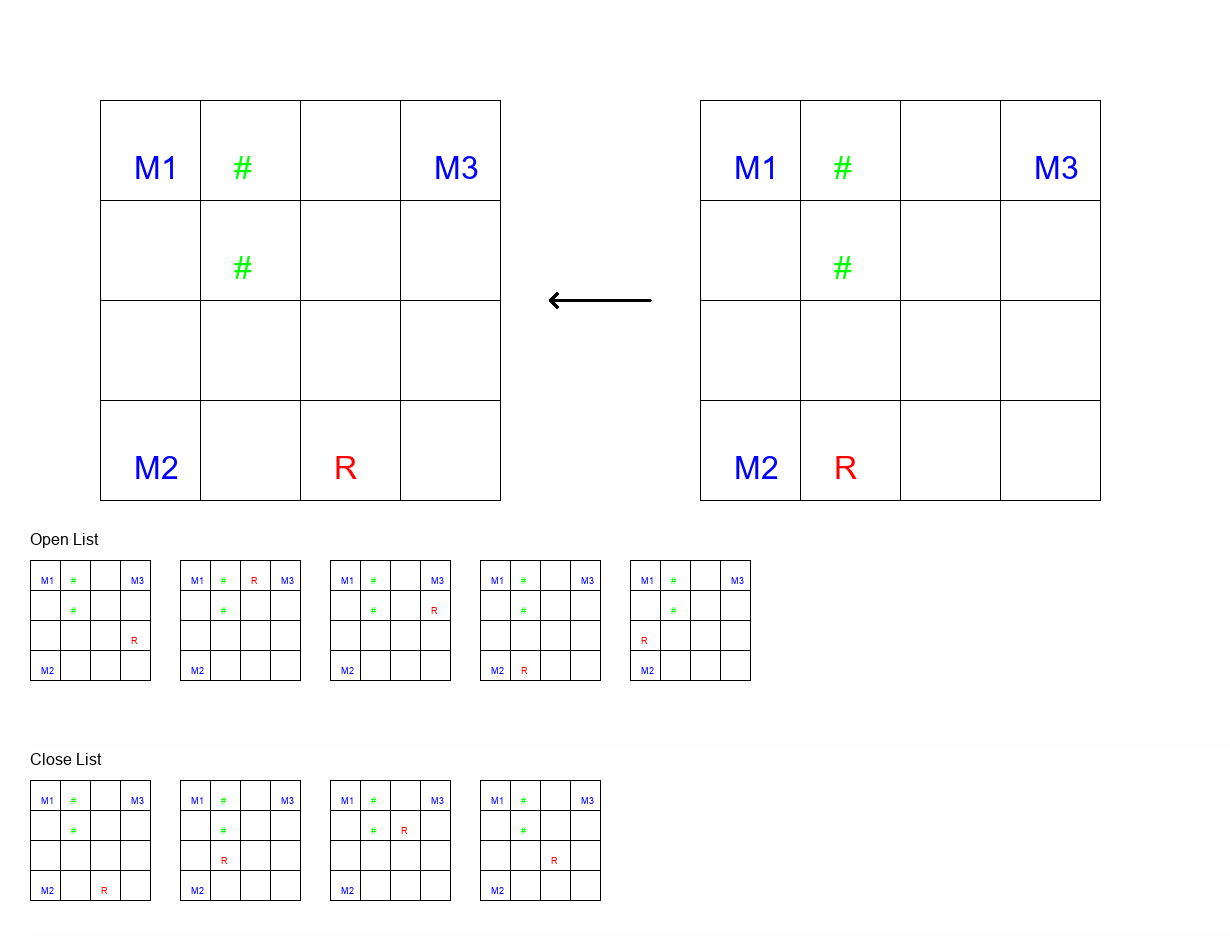 M1 # M3 M1 # M3
# #
M2 R M2 R
Open List
M1 # M3 M1 # R M3 M1 # M3 M1 # M3 M1 # M3
# # # R # #
R R
M2 M2 M2 M2 R M2
Close List
M1 # M3 M1 # M3 M1 # M3 M1 # M3
# # # R #
R R
M2 R M2 M2 M2